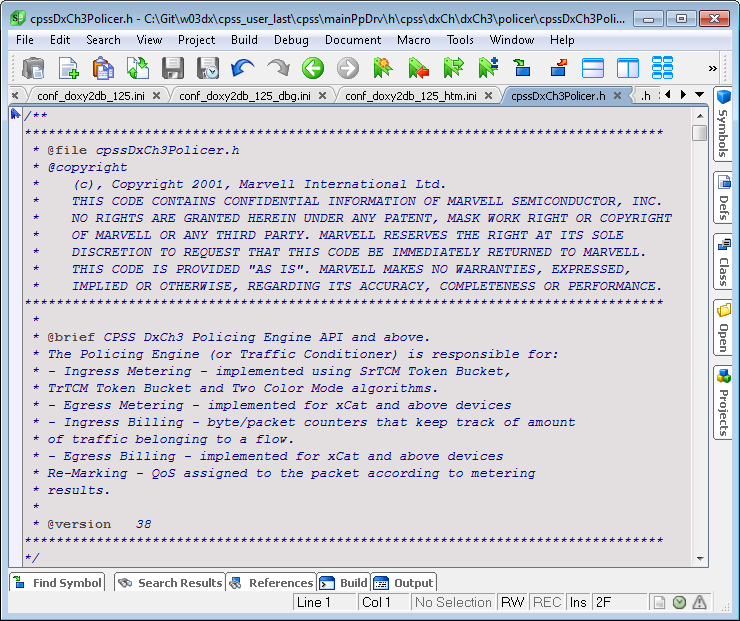 cpssDxCh3Policer.h - C:\Git\w03dx\cpss_user_last\cpss\mainPpDrv\h\cpss\dxCh\dxCh3\policer\cpssDxCh3Poli...
File Edit Search View Project Build Debug Document Macro Tools Window Help
conf_doxy2db_125.ini conf_doxy2db_125_dbg.ini conf_doxy2db_125_htm.ini cpssDxCh3Policer.h .h
/**
*******************************************************************************
* @file cpssDxCh3Policer.h
* @copyright
* (c), Copyright 2001, Marvell International Ltd.
* THIS CODE CONTAINS CONFIDENTIAL INFORMATION OF MARVELL SEMICONDUCTOR, INC.
* NO RIGHTS ARE GRANTED HEREIN UNDER ANY PATENT, MASK WORK RIGHT OR COPYRIGHT
* OF MARVELL OR ANY THIRD PARTY. MARVELL RESERVES THE RIGHT AT ITS SOLE
* DISCRETION TO REQUEST THAT THIS CODE BE IMMEDIATELY RETURNED TO MARVELL.
* THIS CODE IS PROVIDED "AS IS". MARVELL MAKES NO WARRANTIES, EXPRESSED,
* IMPLIED OR OTHERWISE, REGARDING ITS ACCURACY, COMPLETENESS OR PERFORMANCE.
*******************************************************************************
*
* @brief CPSS DxCh3 Policing Engine API and above.
* The Policing Engine (or Traffic Conditioner) is responsible for:
* - Ingress Metering - implemented using SrTCM Token Bucket,
* TrTCM Token Bucket and Two Color Mode algorithms.
* - Egress Metering - implemented for xCat and above devices
* - Ingress Billing - byte/packet counters that keep track of amount
* of traffic belonging to a flow.
* - Egress Billing - implemented for xCat and above devices
* Re-Marking - QoS assigned to the packet according to metering
* results.
*
* @version 38
*******************************************************************************
*/
Symbols
Defs
Class
Open
Projects
Find Symbol Search Results References Build Output
Line 1 Col 1 No Selection RW REC Ins 2F